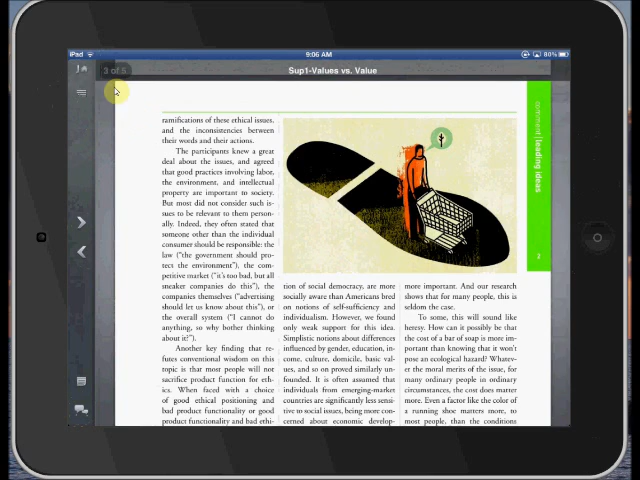 iPad
9:06 AM
80%
3 of 5
Sup1-Values vs. Value
comment | leading ideas
2
ramifications of these ethical issues,
and the inconsistencies between
their words and their actions.
The participants knew a great
deal about the issues, and agreed
that good practices involving labor,
the environment, and intellectual
property are important to society.
But most did not consider such is-
sues to be relevant to them person-
ally. Indeed, they often stated that
someone other than the individual
consumer should be responsible: the
law (“the government should pro-
tect the environment”), the com-
petitive market (“it’s too bad, but all
sneaker companies do this”), the
companies themselves (“advertising
should let us know about this”), or
the overall system (“I cannot do
anything, so why bother thinking
about it?”).
Another key finding that re-
futes conventional wisdom on this
topic is that most people will not
sacrifice product function for eth-
ics. When faced with a choice
of good ethical positioning and
bad product functionality or good
product functionality and bad ethi-
tion of social democracy, are more
socially aware than Americans bred
on notions of self-sufficiency and
individualism. However, we found
only weak support for this idea.
Simplistic notions about differences
influenced by gender, education, in-
come, culture, domicile, basic val-
ues, and so on proved similarly un-
founded. It is often assumed that
individuals from emerging-market
countries are significantly less sensi-
tive to social issues, being more con-
cerned about economic develop-
more important. And our research
shows that for many people, this is
seldom the case.
To some, this will sound like
heresy. How can it possibly be that
the cost of a bar of soap is more im-
portant than knowing that it won’t
pose an ecological hazard? Whatev-
er the moral merits of the issue, for
many ordinary people in ordinary
circumstances, the cost does matter
more. Even a factor like the color of
a running shoe matters more, to
most people, than the conditions